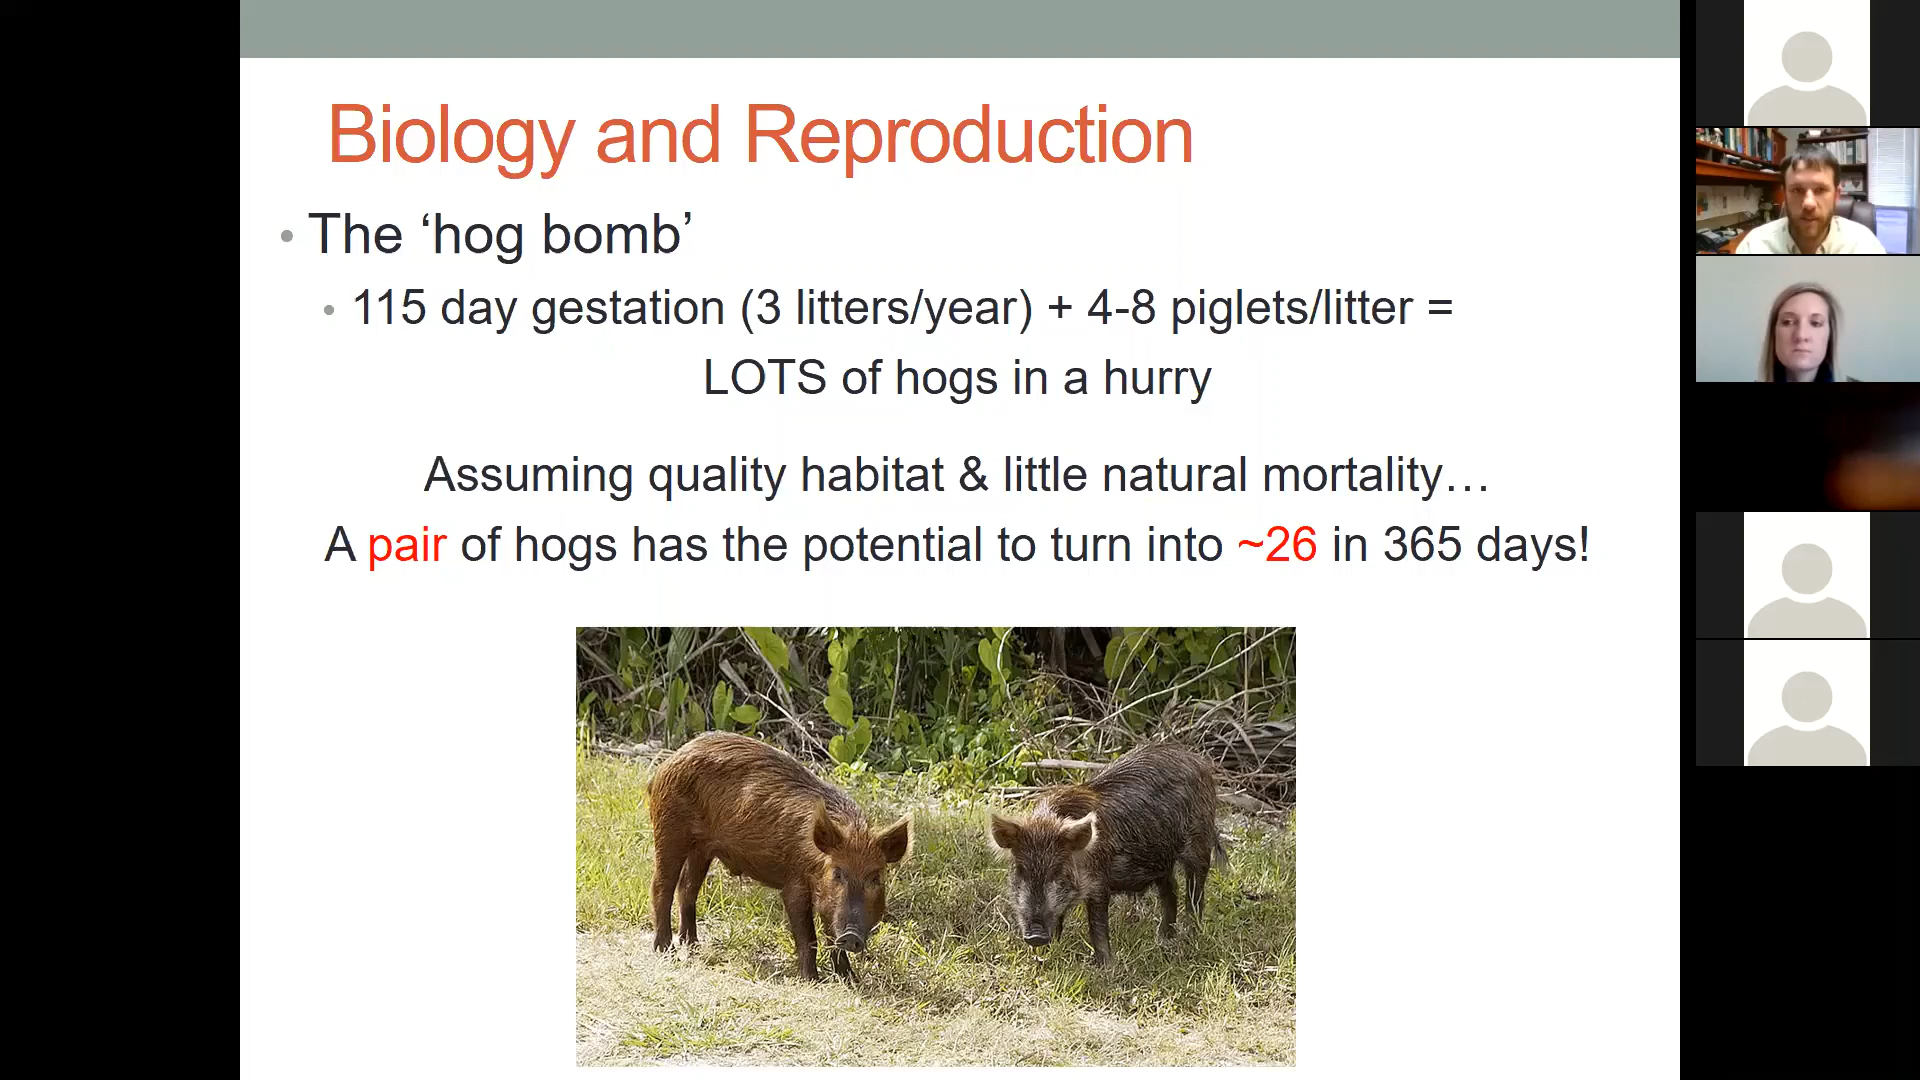 Biology and Reproduction
• The ‘hog bomb’
• 115 day gestation (3 litters/year) + 4-8 piglets/litter =
LOTS of hogs in a hurry
Assuming quality habitat & little natural mortality…
A pair of hogs has the potential to turn into ~26 in 365 days!